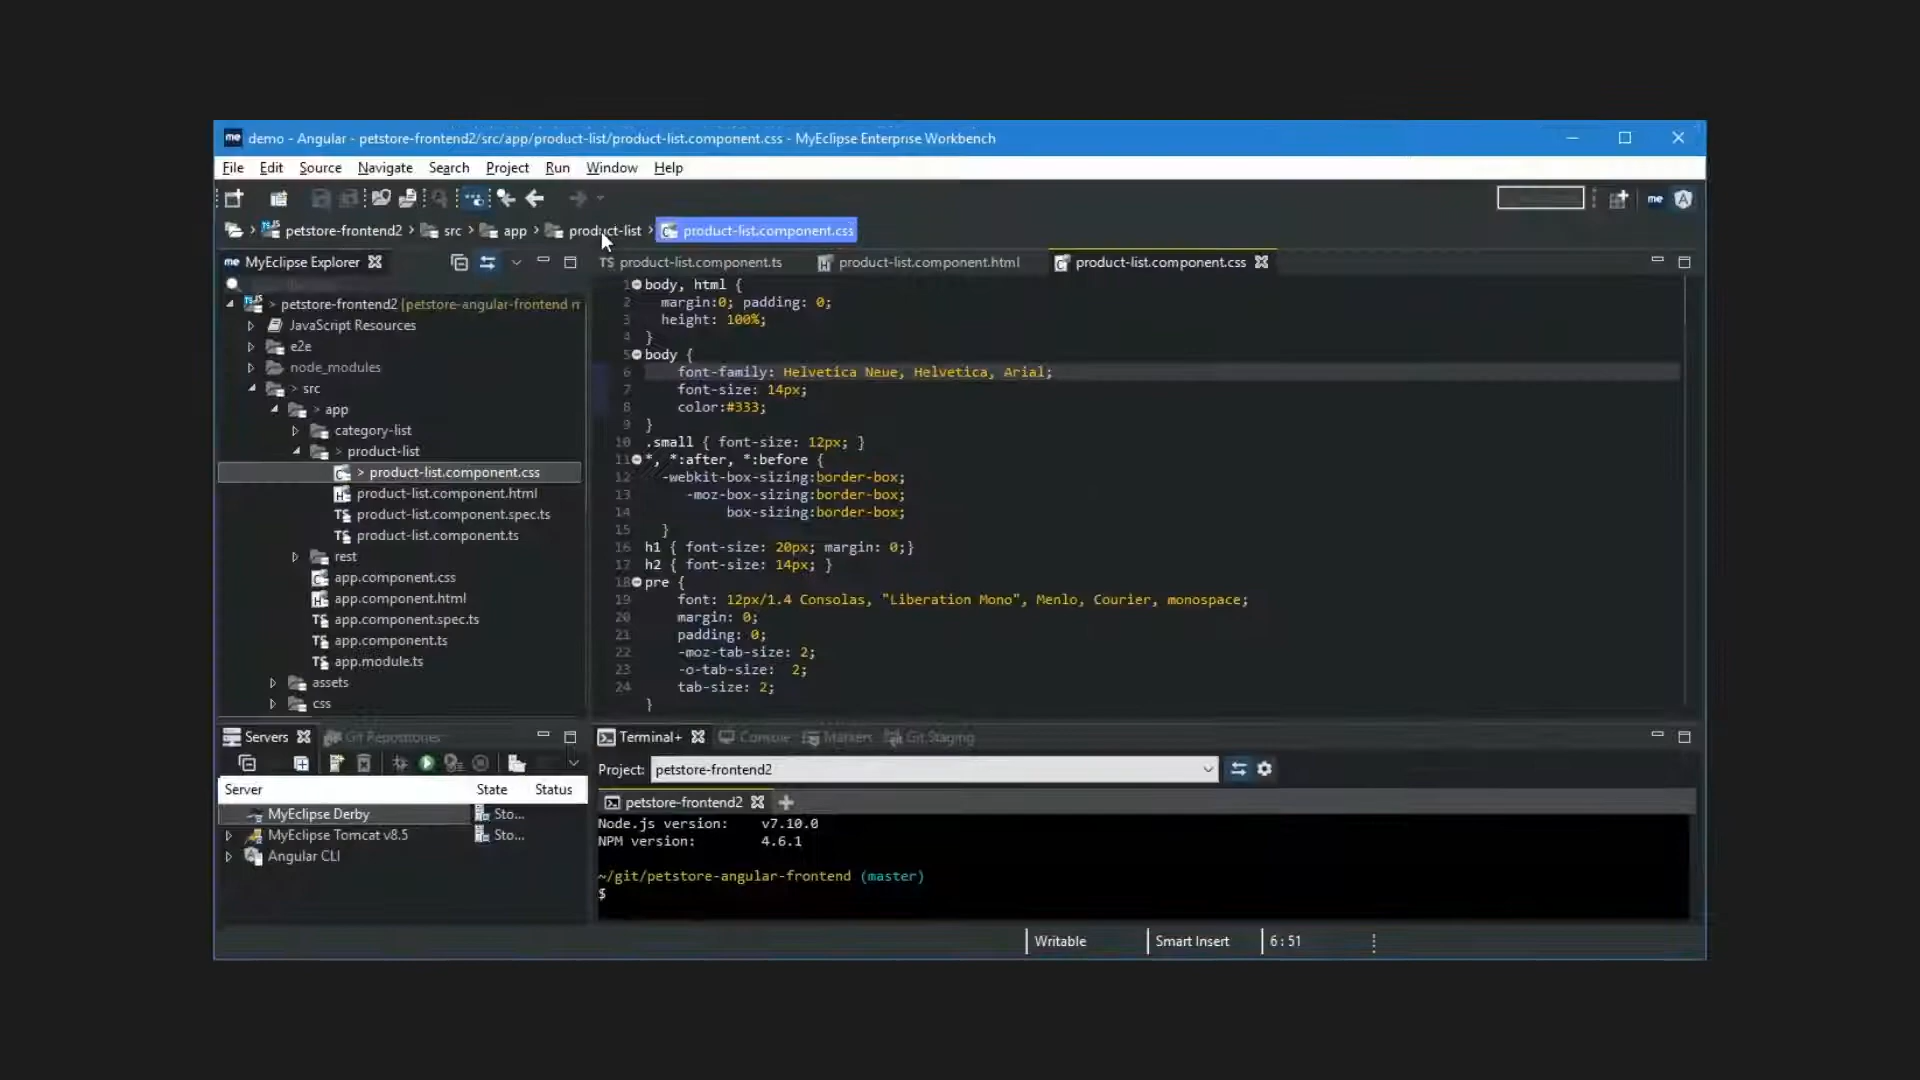 me demo - Angular - petstore-frontend2/src/app/product-list/product-list.component.css - MyEclipse Enterprise Workbench
File Edit Source Navigate Search Project Run Window Help
me
petstore-frontend2 src app product-list product-list.component.css
me MyEclipse Explorer
petstore-frontend2 [petstore-angular-frontend
JavaScript Resources
e2e
node_modules
> src
> app
category-list
> product-list
> product-list.component.css
product-list.component.html
TS product-list.component.spec.ts
TS product-list.component.ts
rest
app.component.css
app.component.html
TS app.component.spec.ts
TS app.component.ts
TS app.module.ts
assets
css
TS product-list.component.ts product-list.component.html product-list.component.css
1 body, html {
2 margin:0; padding: 0;
3 height: 100%;
4 }
5 body {
6 font-family: Helvetica Neue, Helvetica, Arial;
7 font-size: 14px;
8 color:#333;
9 }
10 .small { font-size: 12px; }
11 *, *:after, *:before {
12 -webkit-box-sizing:border-box;
13 -moz-box-sizing:border-box;
14 box-sizing:border-box;
15 }
16 h1 { font-size: 20px; margin: 0;}
17 h2 { font-size: 14px; }
18 pre {
19 font: 12px/1.4 Consolas, "Liberation Mono", Menlo, Courier, monospace;
20 margin: 0;
21 padding: 0;
22 -moz-tab-size: 2;
23 -o-tab-size: 2;
24 tab-size: 2;
}
Servers Git Repositories
Server State Status
MyEclipse Derby Sto...
MyEclipse Tomcat v8.5 Sto...
Angular CLI
Terminal+ Console Markers Git Staging
Project: petstore-frontend2
petstore-frontend2
Node.js version: v7.10.0
NPM version: 4.6.1
~/git/petstore-angular-frontend (master)
$
Writable Smart Insert 6 : 51